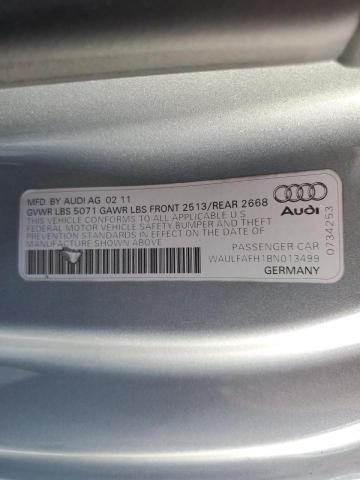 MFD. BY AUDI AG 02 11
GVWR LBS 5071 GAWR LBS FRONT 2513/REAR 2668
THIS VEHICLE CONFORMS TO ALL APPLICABLE U.S.
FEDERAL MOTOR VEHICLE SAFETY,BUMPER AND THEFT
PREVENTION STANDARDS IN EFFECT ON THE DATE OF
MANUFACTURE SHOWN ABOVE
PASSENGER CAR
WAULFAFH1BN013499
GERMANY
Audi
0734253